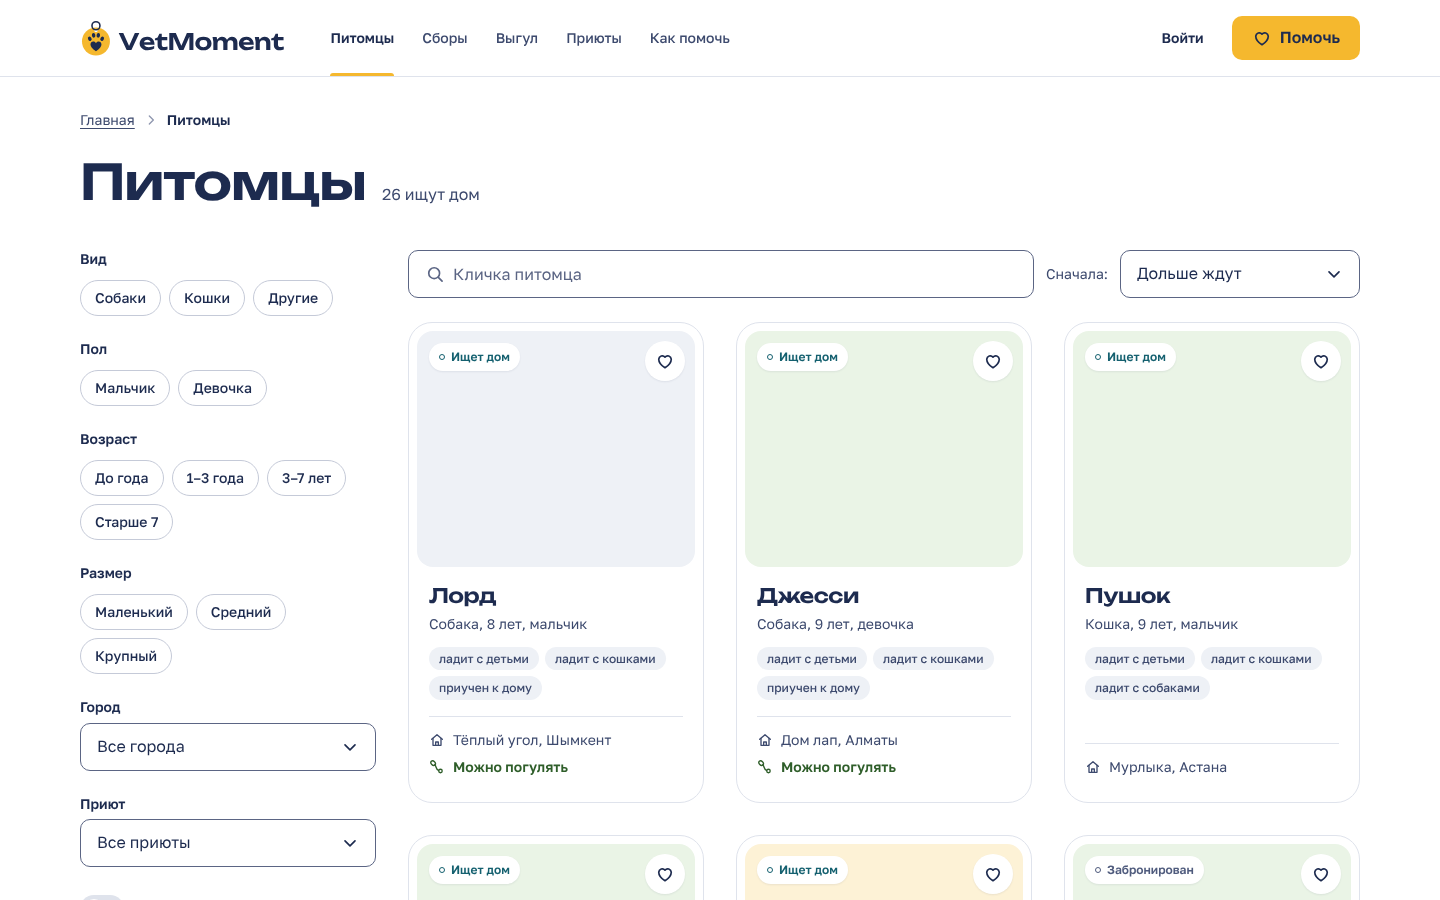 VetMoment
Питомцы
Сборы
Выгул
Приюты
Как помочь
Войти
Помочь
Главная
Питомцы
Питомцы
26 ищут дом
Вид
Собаки
Кошки
Другие
Пол
Мальчик
Девочка
Возраст
До года
1–3 года
3–7 лет
Старше 7
Размер
Маленький
Средний
Крупный
Город
Все города
Приют
Все приюты
Кличка питомца
Сначала:
Дольше ждут
Ищет дом
Лорд
Собака, 8 лет, мальчик
ладит с детьми
ладит с кошками
приучен к дому
Тёплый угол, Шымкент
Можно погулять
Ищет дом
Джесси
Собака, 9 лет, девочка
ладит с детьми
ладит с кошками
приучен к дому
Дом лап, Алматы
Можно погулять
Ищет дом
Пушок
Кошка, 9 лет, мальчик
ладит с детьми
ладит с кошками
ладит с собаками
Мурлыка, Астана
Ищет дом
Ищет дом
Забронирован